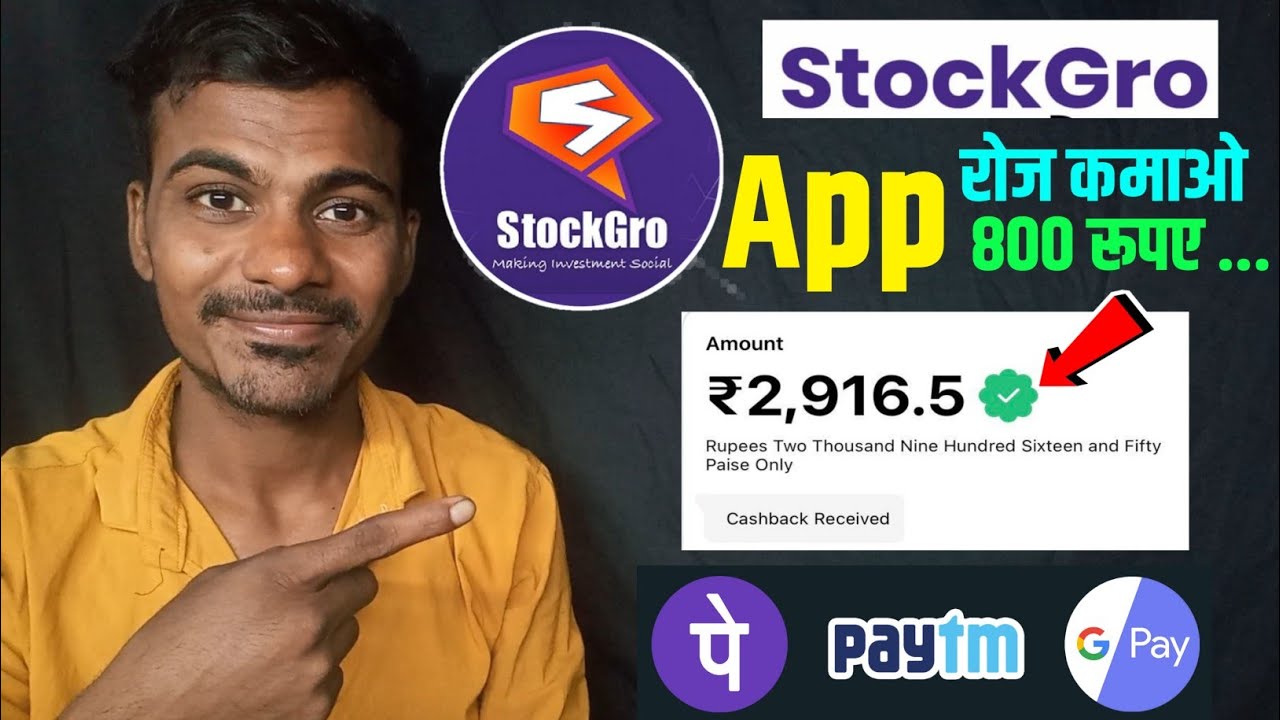 StockGro
StockGro
Making Investment Social
App
रोज कमाओ
800 रूपए ...
Amount
₹2,916.5
Rupees Two Thousand Nine Hundred Sixteen and Fifty
Paise Only
Cashback Received
पे
paytm
G Pay